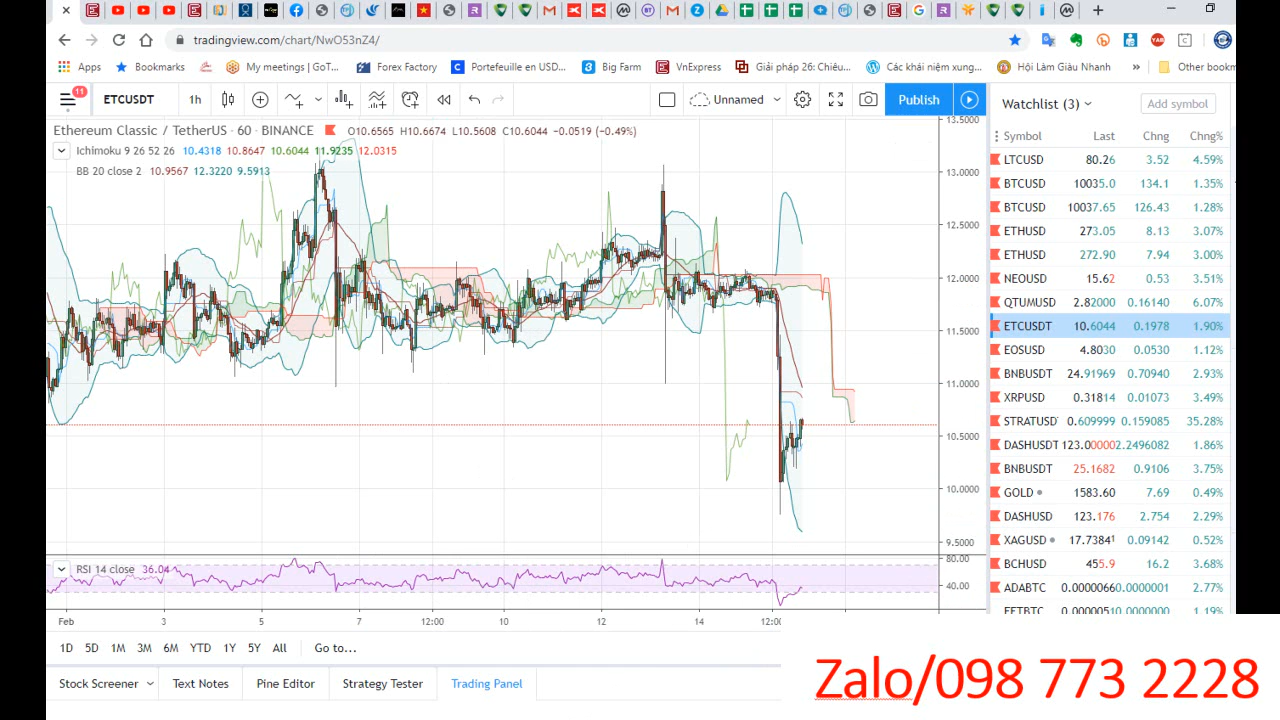 tradingview.com/chart/NwO53nZ4/
Apps Bookmarks My meetings | GoT... Forex Factory Portefeuille en USD... Big Farm VnExpress Giải pháp 26: Chiêu... Các khái niệm xung... Hội Làm Giàu Nhanh » Other bookm
11 ETCUSDT 1h Unnamed Publish Watchlist (3) Add symbol
Ethereum Classic / TetherUS · 60 · BINANCE O10.6565 H10.6674 L10.5608 C10.6044 −0.0519 (−0.49%)
Ichimoku 9 26 52 26 10.4318 10.8647 10.6044 11.9235 12.0315
BB 20 close 2 10.9567 12.3220 9.5913
13.5000
13.0000
12.5000
12.0000
11.5000
11.0000
10.5000
10.0000
9.5000
RSI 14 close 36.04
80.00
40.00
Feb 3 5 7 12:00 10 12 14 12:00
1D 5D 1M 3M 6M YTD 1Y 5Y All Go to...
Stock Screener Text Notes Pine Editor Strategy Tester Trading Panel
Symbol Last Chng Chng%
LTCUSD 80.26 3.52 4.59%
BTCUSD 10035.0 134.1 1.35%
BTCUSD 10037.65 126.43 1.28%
ETHUSD 273.05 8.13 3.07%
ETHUSD 272.90 7.94 3.00%
NEOUSD 15.62 0.53 3.51%
QTUMUSD 2.82000 0.16140 6.07%
ETCUSDT 10.6044 0.1978 1.90%
EOSUSD 4.8030 0.0530 1.12%
BNBUSDT 24.91969 0.70940 2.93%
XRPUSD 0.31814 0.01073 3.49%
STRATUSD 0.609999 0.159085 35.28%
DASHUSDT 123.00000 2.2496082 1.86%
BNBUSDT 25.1682 0.9106 3.75%
GOLD 1583.60 7.69 0.49%
DASHUSD 123.176 2.754 2.29%
XAGUSD 17.7384¹ 0.09142 0.52%
BCHUSD 455.9 16.2 3.68%
ADABTC 0.0000066 0.0000001 2.77%
Zalo/098 773 2228